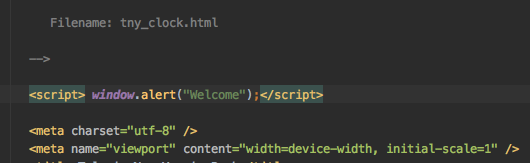 Filename: tny_clock.html
-->
<script> window.alert("Welcome");</script>
<meta charset="utf-8" />
<meta name="viewport" content="width=device-width, initial-scale=1" />